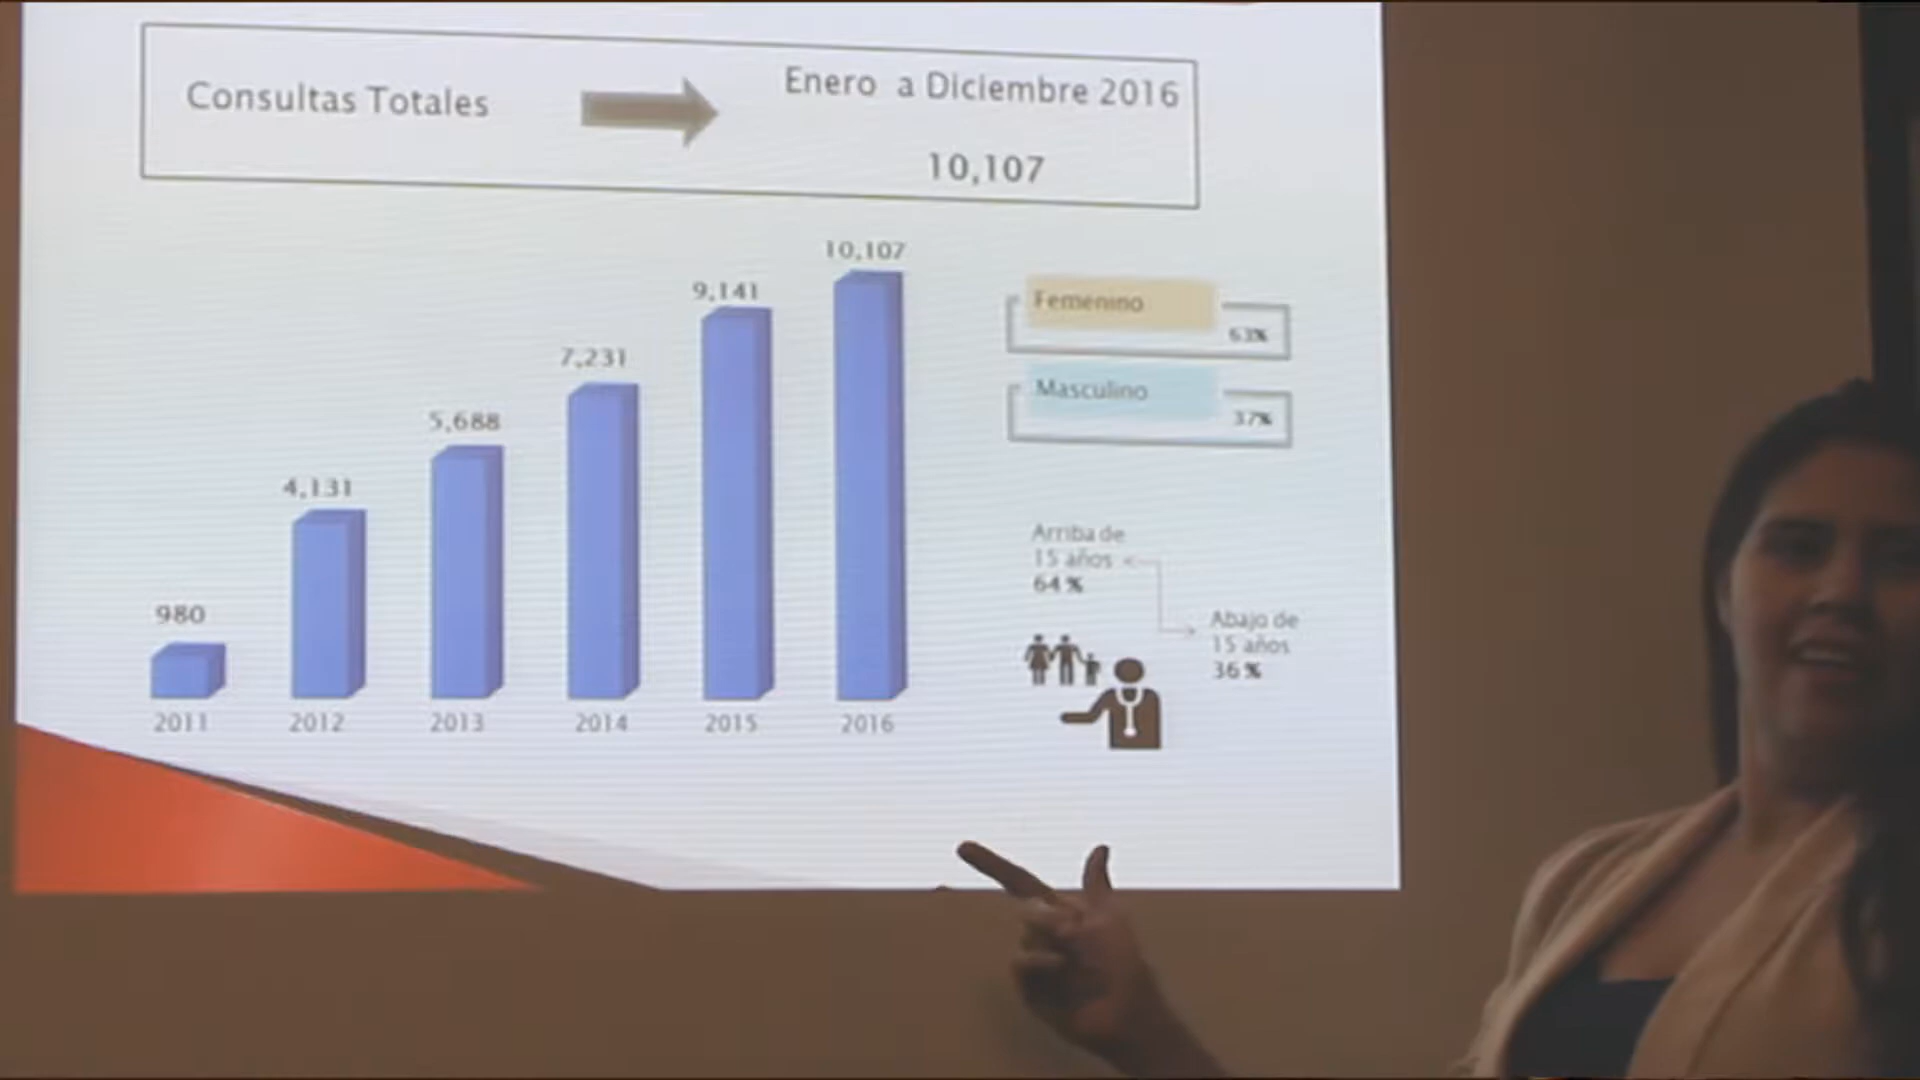 Consultas Totales
Enero a Diciembre 2016
10,107
980
4,131
5,688
7,231
9,141
10,107
2011
2012
2013
2014
2015
2016
Femenino
63%
Masculino
37%
Arriba de
15 años
64%
Abajo de
15 años
36%